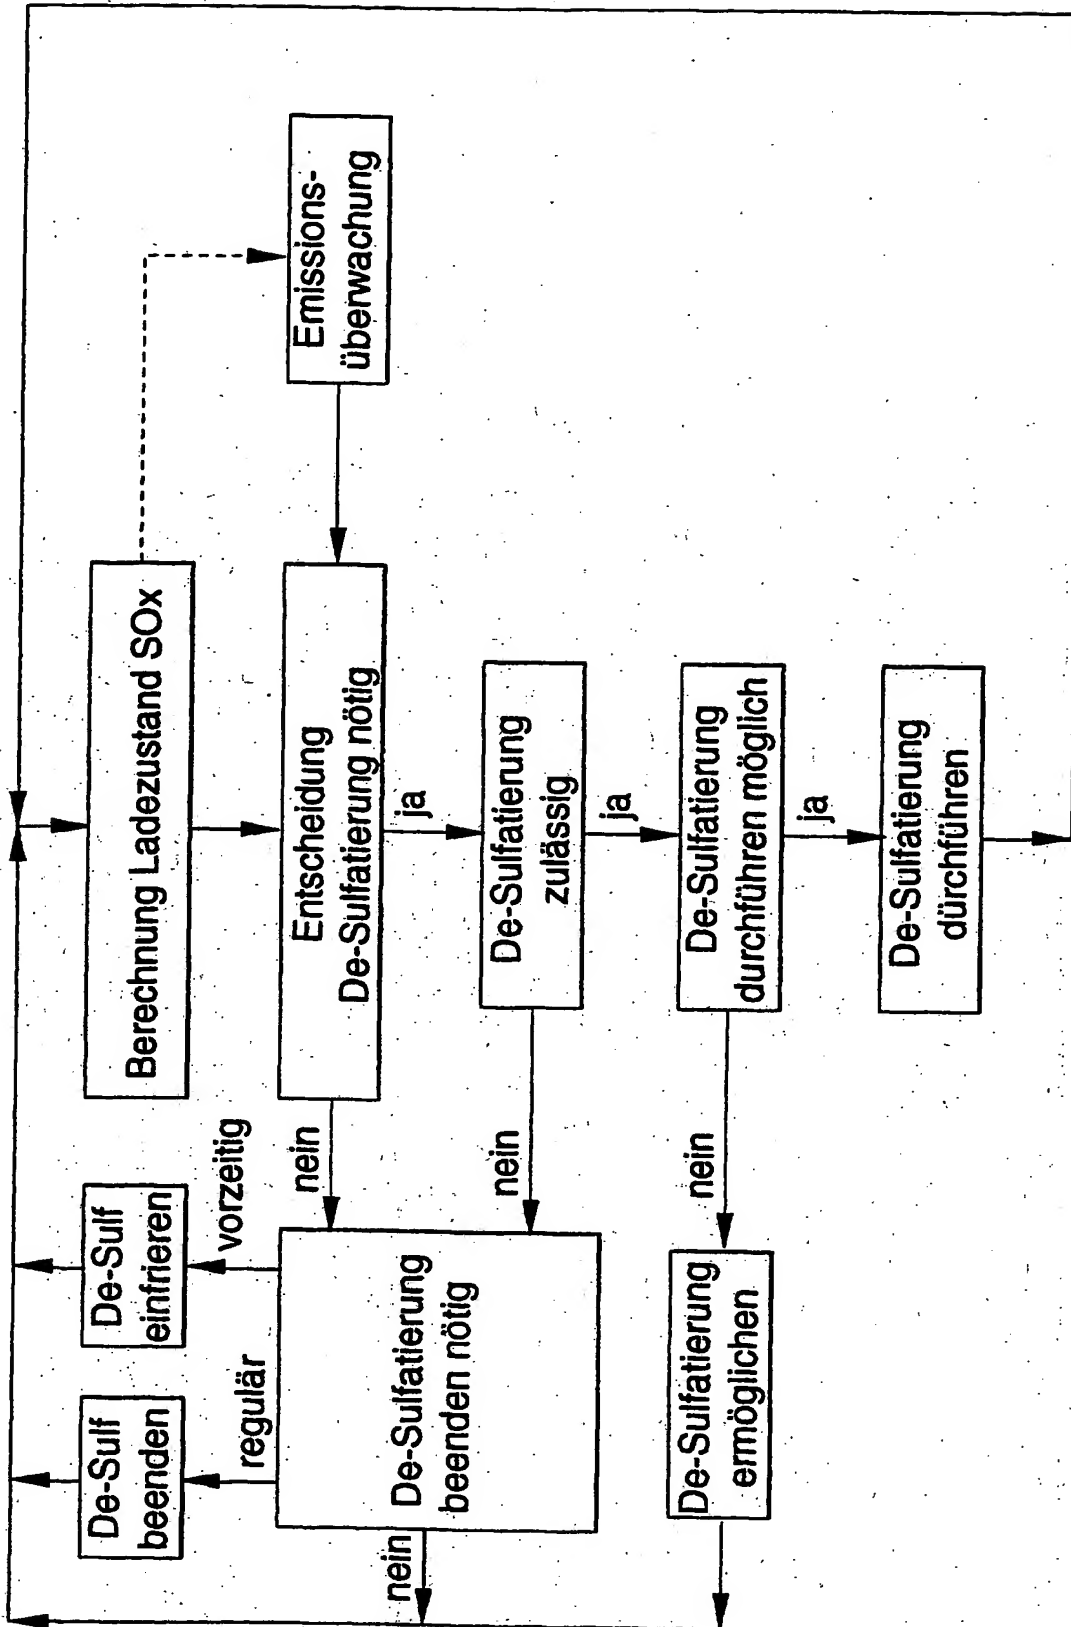 Berechnung Ladezustand SOx
Emissions-
überwachung
Entscheidung
De-Sulfatierung nötig
ja
nein
De-Sulfatierung
zulässig
ja
nein
De-Sulfatierung
durchführen möglich
ja
nein
De-Sulfatierung
dürchführen
De-Sulf
einfrieren
vorzeitig
De-Sulf
beenden
regulär
De-Sulfatierung
beenden nötig
nein
De-Sulfatierung
ermöglichen